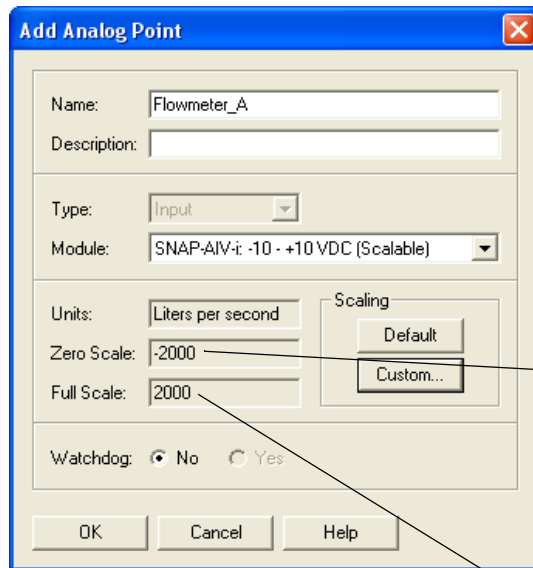 Add Analog Point
Name: Flowmeter_A
Description:
Type: Input
Module: SNAP-AIV-i: -10 - +10 VDC (Scalable)
Units: Liters per second
Zero Scale: -2000
Full Scale: 2000
Scaling
Default
Custom...
Watchdog: No Yes
OK Cancel Help